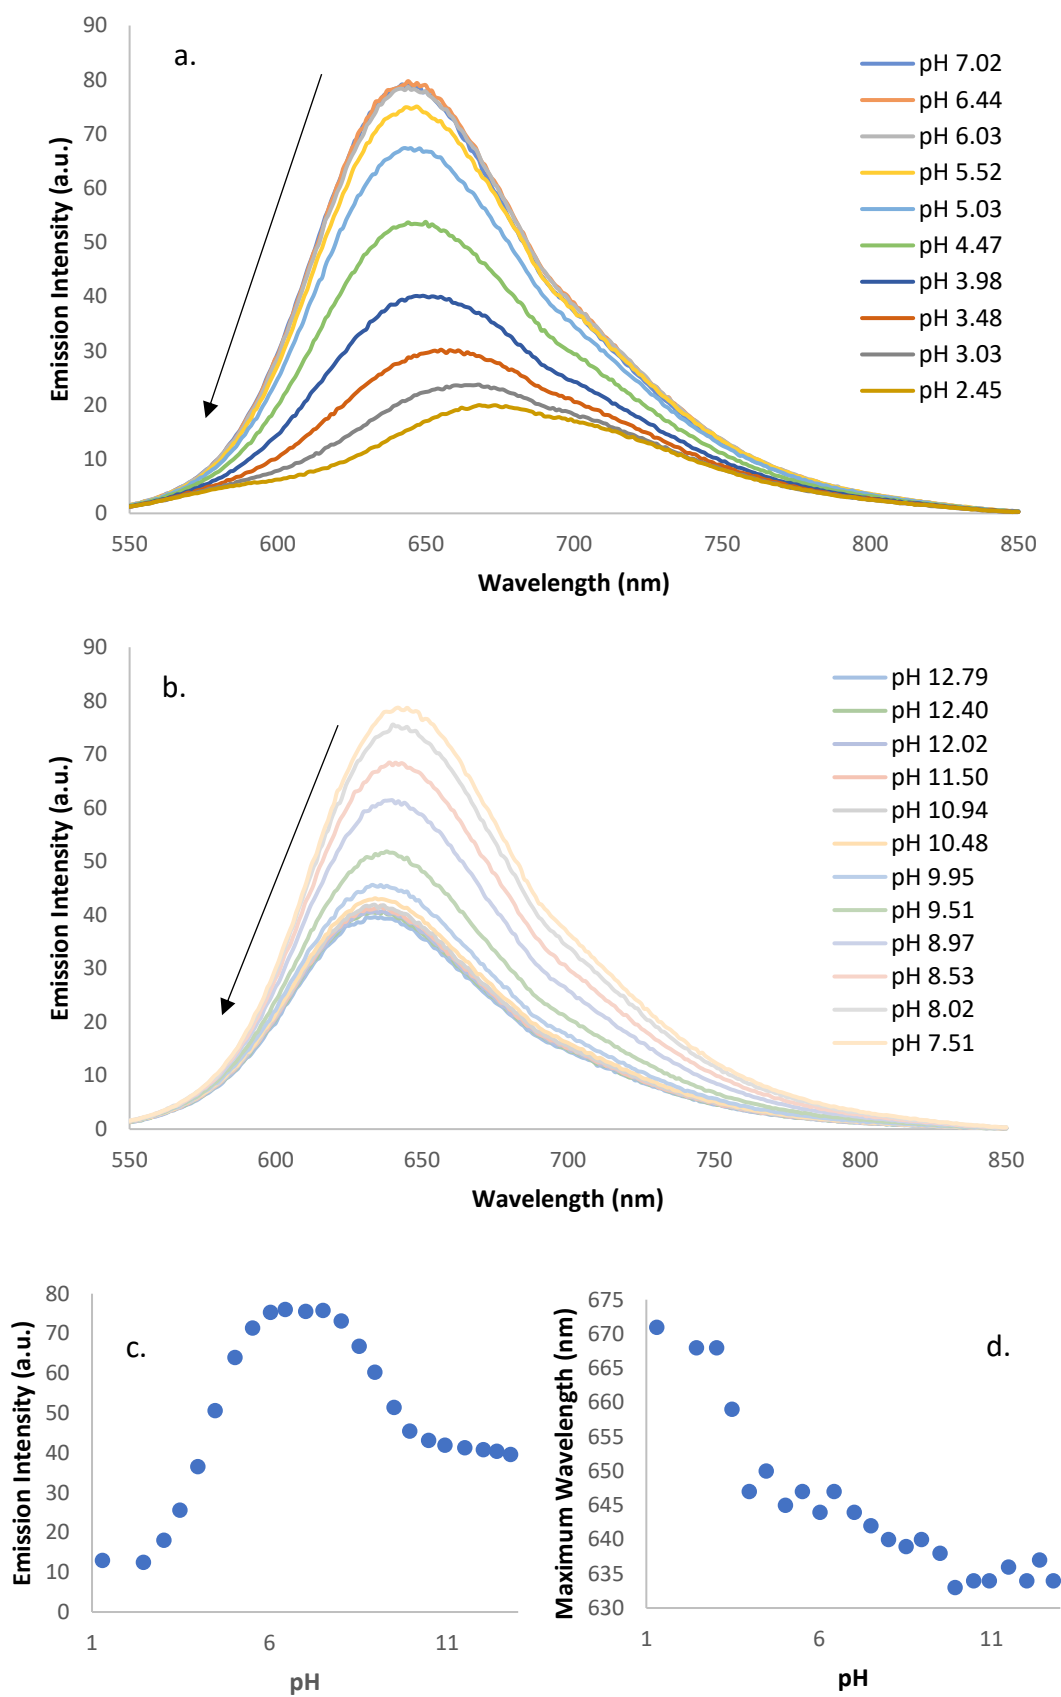 a.
90
80
70
60
50
40
30
20
10
0
Emission Intensity (a.u.)
550 600 650 700 750 800 850
Wavelength (nm)
pH 7.02
pH 6.44
pH 6.03
pH 5.52
pH 5.03
pH 4.47
pH 3.98
pH 3.48
pH 3.03
pH 2.45
b.
90
80
70
60
50
40
30
20
10
0
Emission Intensity (a.u.)
550 600 650 700 750 800 850
Wavelength (nm)
pH 12.79
pH 12.40
pH 12.02
pH 11.50
pH 10.94
pH 10.48
pH 9.95
pH 9.51
pH 8.97
pH 8.53
pH 8.02
pH 7.51
c.
80
70
60
50
40
30
20
10
0
Emission Intensity (a.u.)
1 6 11
pH
d.
675
670
665
660
655
650
645
640
635
630
Maximum Wavelength (nm)
1 6 11
pH